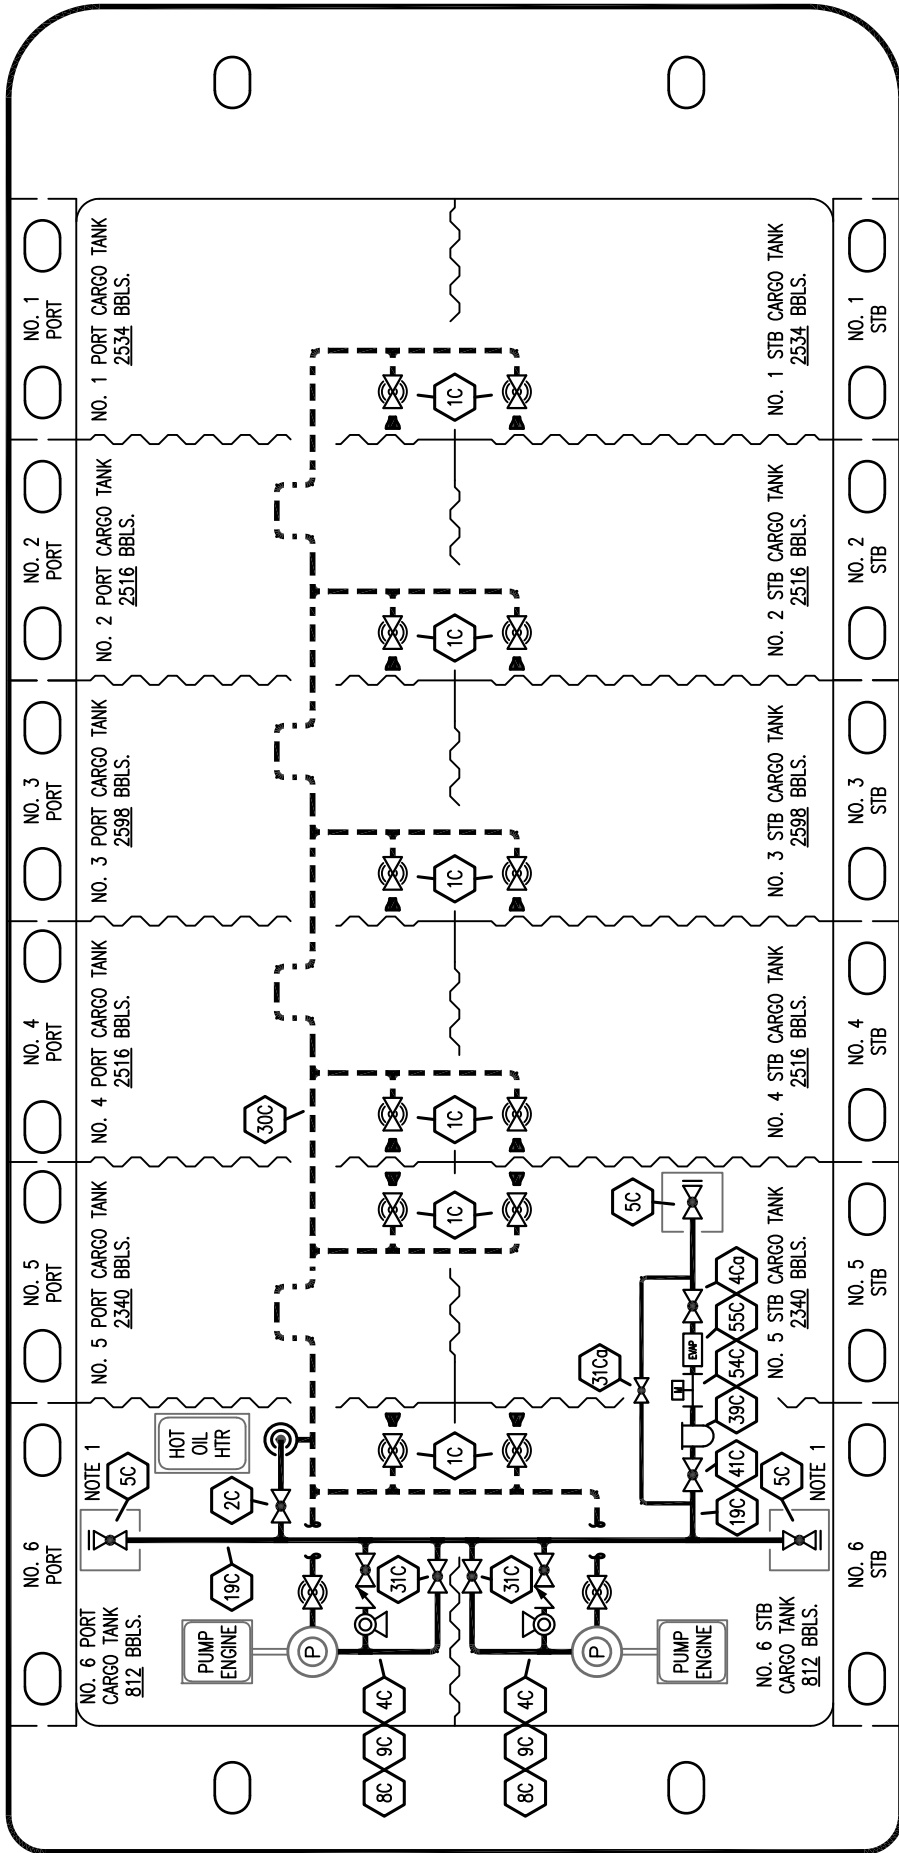 NO. 1
PORT
NO. 2
PORT
NO. 3
PORT
NO. 4
PORT
NO. 5
PORT
NO. 6
PORT
NO. 1 PORT CARGO TANK
2534 BBLS.
NO. 2 PORT CARGO TANK
2516 BBLS.
NO. 3 PORT CARGO TANK
2598 BBLS.
NO. 4 PORT CARGO TANK
2516 BBLS.
NO. 5 PORT CARGO TANK
2340 BBLS.
NO. 6 PORT
CARGO TANK
812 BBLS.
NOTE 1
5C
HOT
OIL
HTR
2C
19C
30C
PUMP
ENGINE
P
1C
1C
1C
1C
1C
1C
31C
31C
8C
9C
4C
8C
9C
4C
P
PUMP
ENGINE
31Ca
5C
M
EVAP
4Ca
55C
54C
39C
41C
19C
5C
NOTE 1
NO. 1 STB CARGO TANK
2534 BBLS.
NO. 2 STB CARGO TANK
2516 BBLS.
NO. 3 STB CARGO TANK
2598 BBLS.
NO. 4 STB CARGO TANK
2516 BBLS.
NO. 5 STB CARGO TANK
2340 BBLS.
NO. 6 STB
CARGO TANK
812 BBLS.
NO. 1
STB
NO. 2
STB
NO. 3
STB
NO. 4
STB
NO. 5
STB
NO. 6
STB